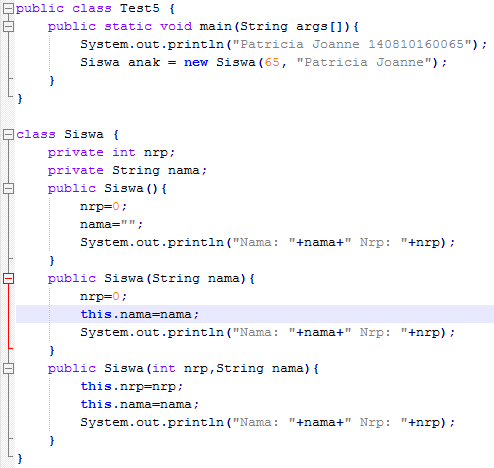 public class Test5 {
    public static void main(String args[]){
        System.out.println("Patricia Joanne 140810160065");
        Siswa anak = new Siswa(65, "Patricia Joanne");
    }
}

class Siswa {
    private int nrp;
    private String nama;
    public Siswa(){
        nrp=0;
        nama="";
        System.out.println("Nama: "+nama+" Nrp: "+nrp);
    }
    public Siswa(String nama){
        nrp=0;
        this.nama=nama;
        System.out.println("Nama: "+nama+" Nrp: "+nrp);
    }
    public Siswa(int nrp,String nama){
        this.nrp=nrp;
        this.nama=nama;
        System.out.println("Nama: "+nama+" Nrp: "+nrp);
    }
}